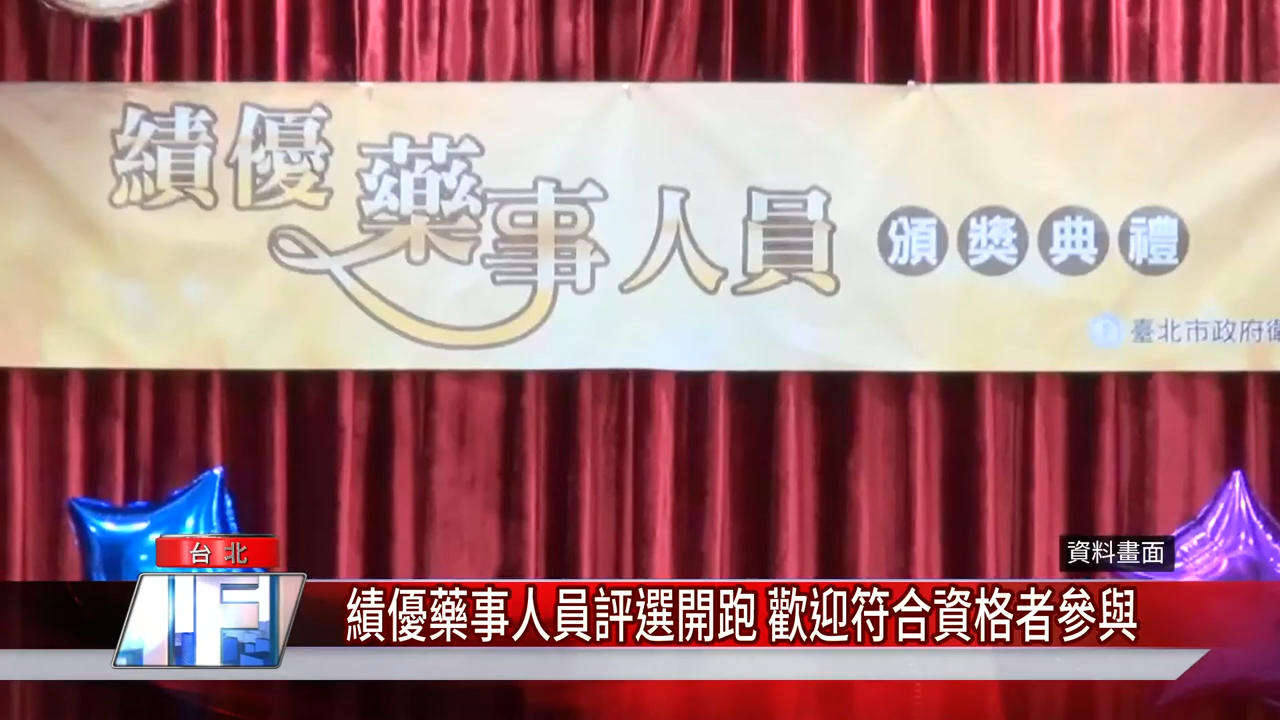 績優藥事人員 頒獎典禮
臺北市政府衛
台北
資料畫面
績優藥事人員評選開跑 歡迎符合資格者參與